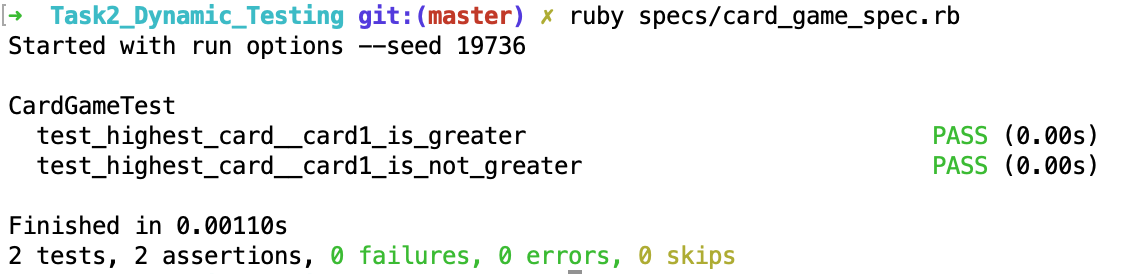 ➜  Task2_Dynamic_Testing git:(master) ✗ ruby specs/card_game_spec.rb
Started with run options --seed 19736
CardGameTest
test_highest_card__card1_is_greater PASS (0.00s)
test_highest_card__card1_is_not_greater PASS (0.00s)
Finished in 0.00110s
2 tests, 2 assertions, 0 failures, 0 errors, 0 skips